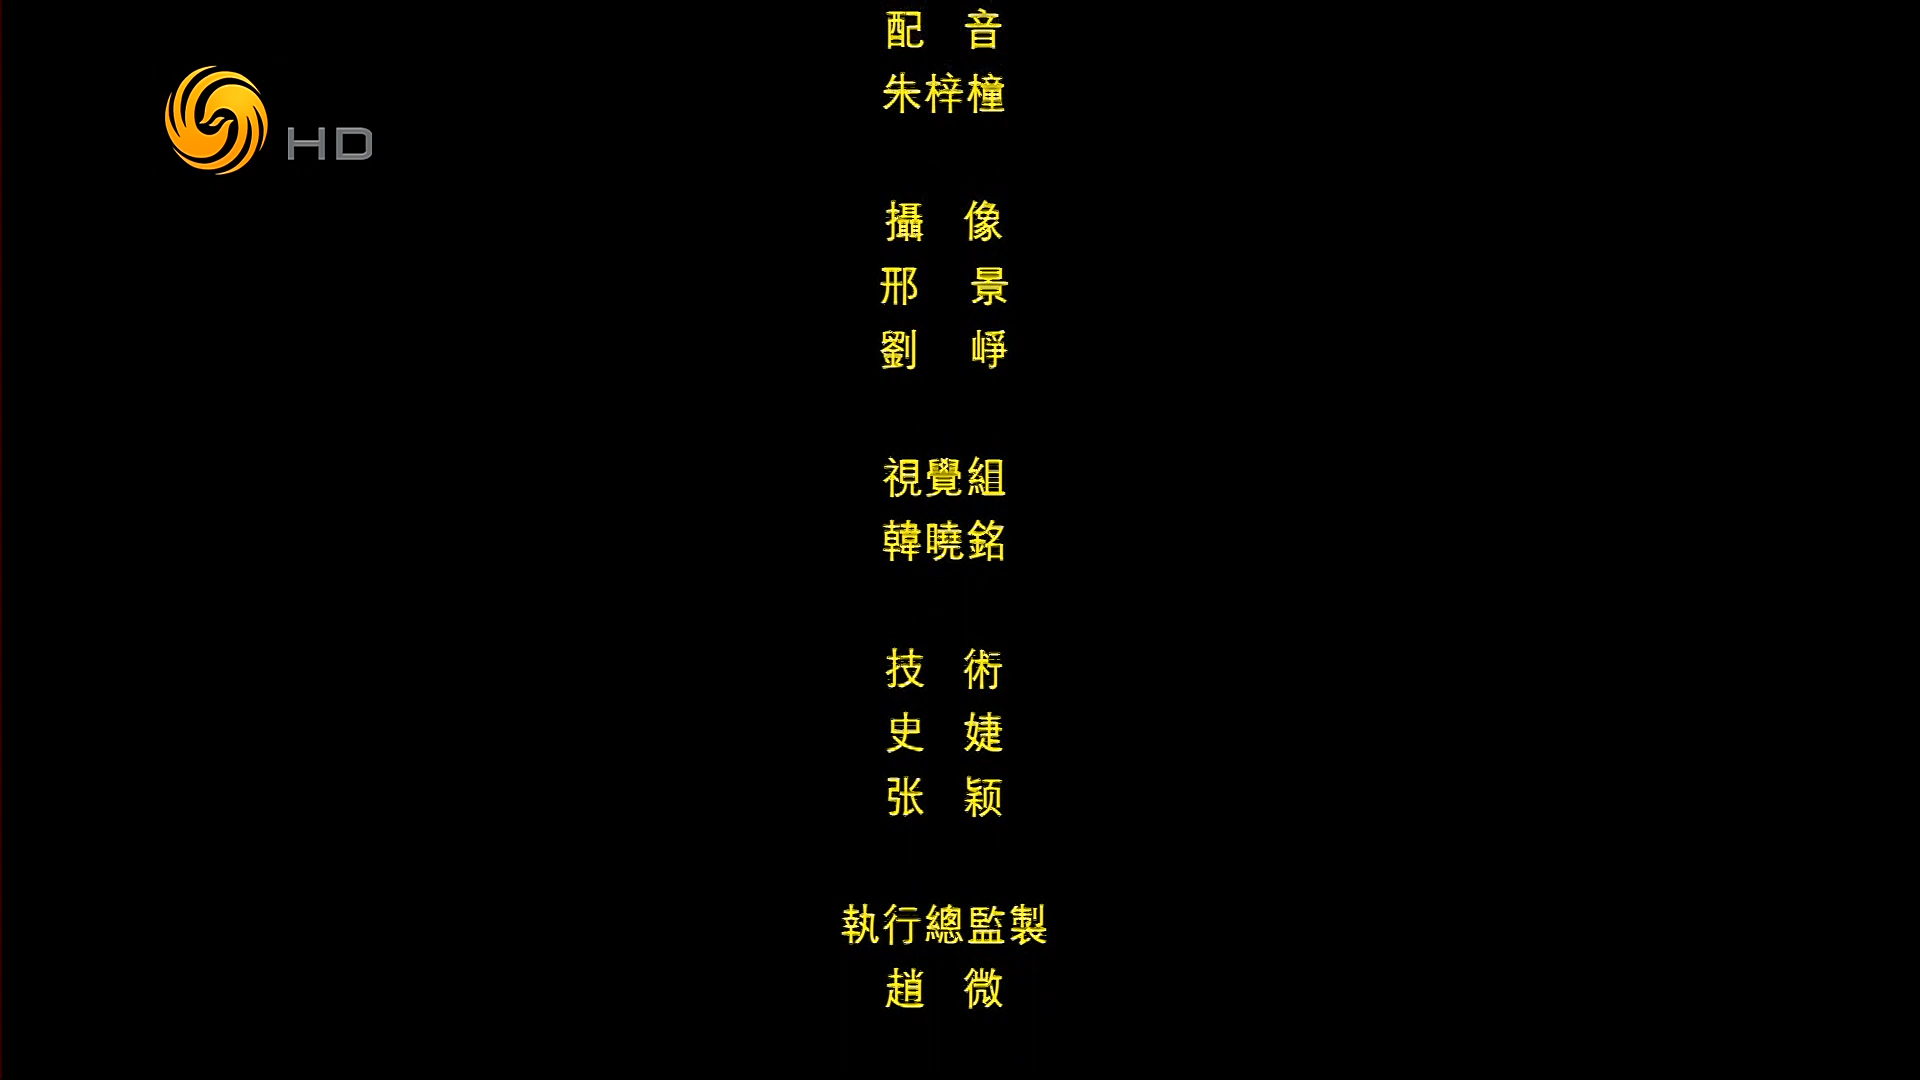 配 音
朱梓橦
HD
攝 像
邢 景
劉 崢
視覺組
韓曉銘
技 術
史 婕
张 颖
執行總監製
趙 微